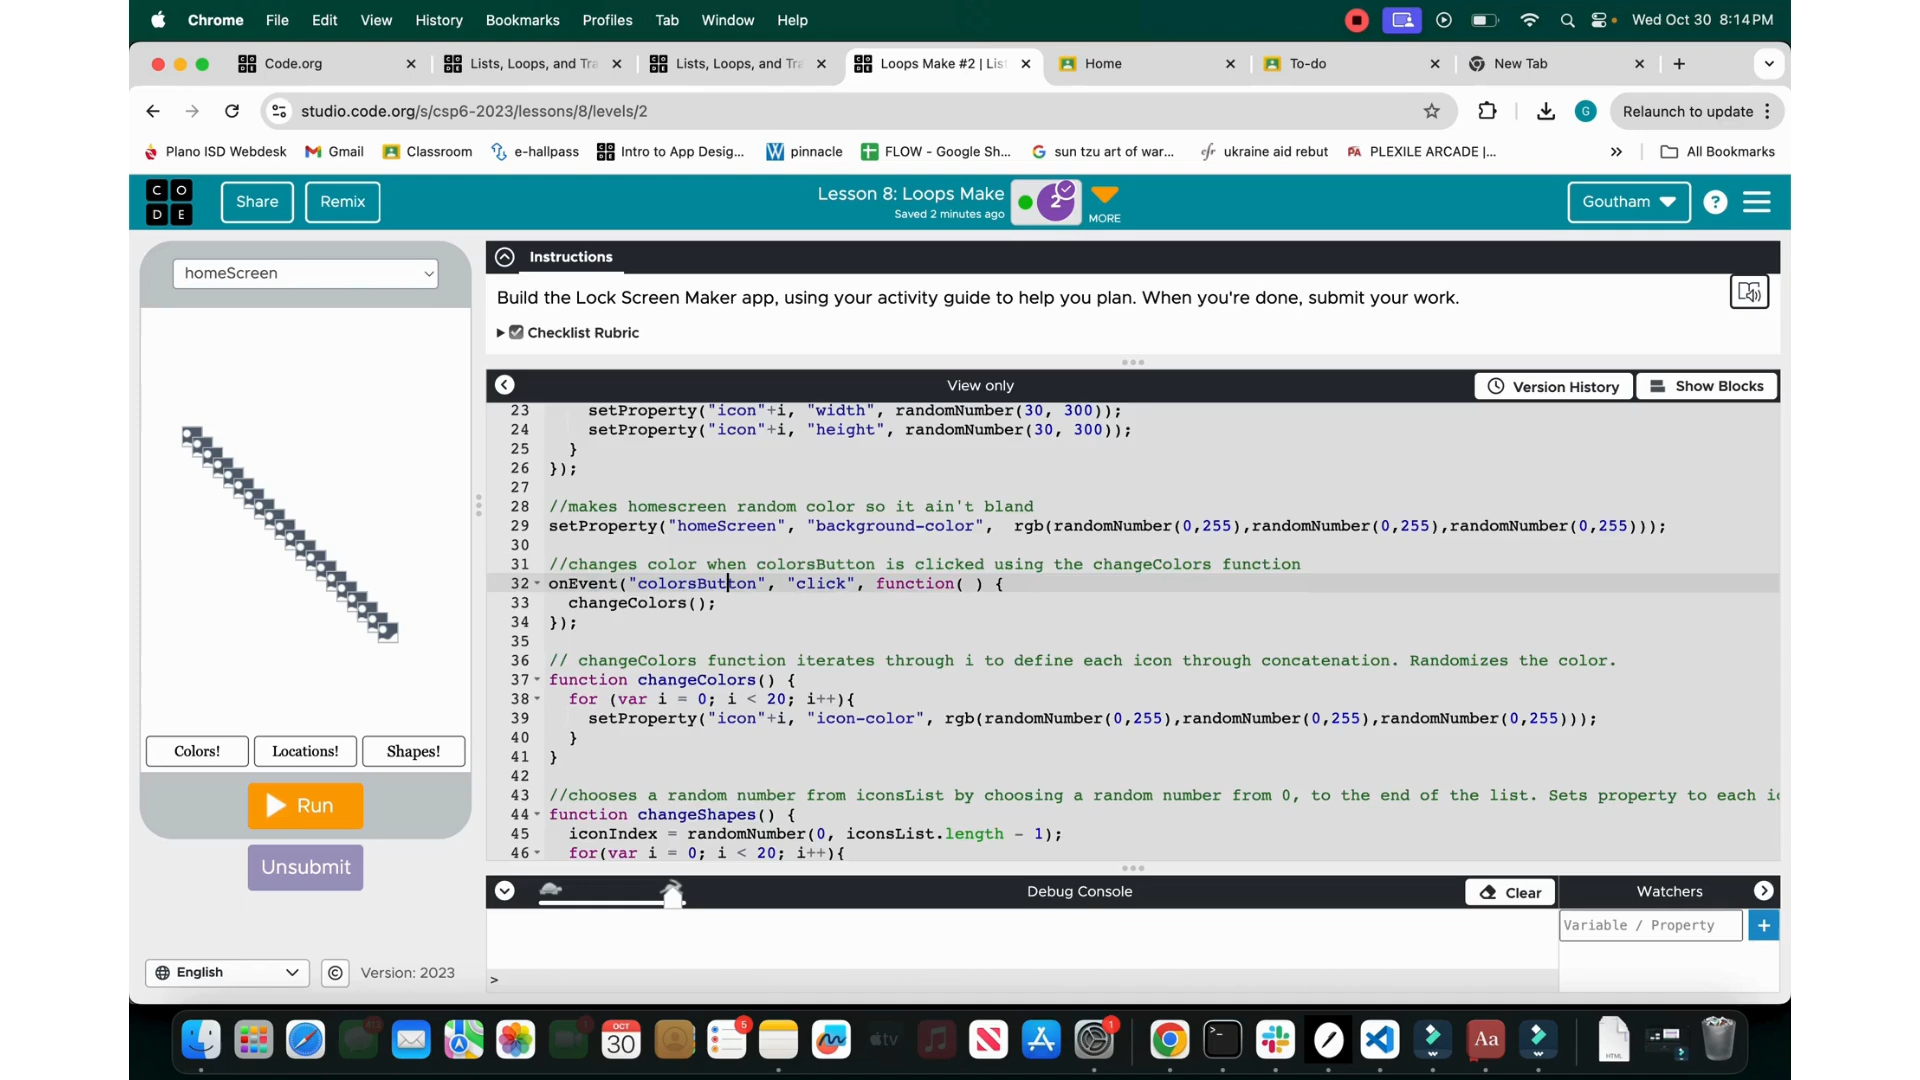 Chrome File Edit View History Bookmarks Profiles Tab Window Help Wed Oct 30 8:14 PM
Code.org Lists, Loops, and Tra Lists, Loops, and Tra Loops Make #2 | Lis Home To-do New Tab
studio.code.org/s/csp6-2023/lessons/8/levels/2 G Relaunch to update
Plano ISD Webdesk Gmail Classroom e-hallpass Intro to App Desig... pinnacle FLOW - Google Sh... sun tzu art of war... cfr ukraine aid rebut PA PLEXILE ARCADE |... All Bookmarks
CODE
Share Remix
Lesson 8: Loops Make
Saved 2 minutes ago
2
MORE
Goutham ?
homeScreen
Colors! Locations! Shapes!
Run
Unsubmit
English © Version: 2023
Instructions
Build the Lock Screen Maker app, using your activity guide to help you plan. When you're done, submit your work.
Checklist Rubric
View only Version History Show Blocks
23 setProperty("icon"+i, "width", randomNumber(30, 300));
24 setProperty("icon"+i, "height", randomNumber(30, 300));
25 }
26 });
27
28 //makes homescreen random color so it ain't bland
29 setProperty("homeScreen", "background-color", rgb(randomNumber(0,255),randomNumber(0,255),randomNumber(0,255)));
30
31 //changes color when colorsButton is clicked using the changeColors function
32 onEvent("colorsButton", "click", function( ) {
33 changeColors();
34 });
35
36 // changeColors function iterates through i to define each icon through concatenation. Randomizes the color.
37 function changeColors() {
38 for (var i = 0; i < 20; i++){
39 setProperty("icon"+i, "icon-color", rgb(randomNumber(0,255),randomNumber(0,255),randomNumber(0,255)));
40 }
41 }
42
43 //chooses a random number from iconsList by choosing a random number from 0, to the end of the list. Sets property to each i
44 function changeShapes() {
45 iconIndex = randomNumber(0, iconsList.length - 1);
46 for(var i = 0; i < 20; i++){
Debug Console Clear Watchers
Variable / Property +
>
OCT
30
5
tv
1
Aa
HTML